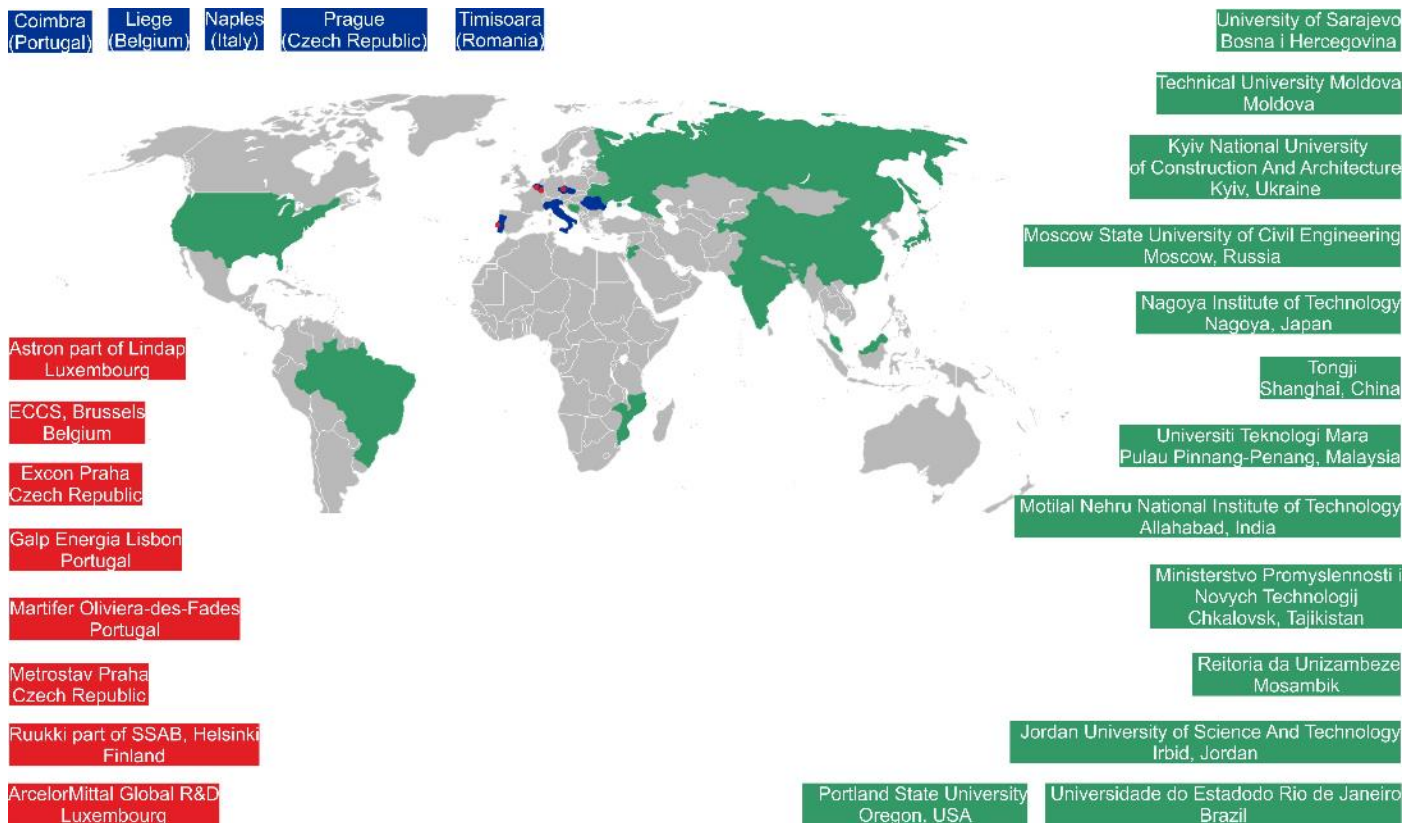 Coimbra
(Portugal)
Liege
(Belgium)
Naples
(Italy)
Prague
(Czech Republic)
Timisoara
(Romania)
University of Sarajevo
Bosna i Hercegovina
Technical University Moldova
Moldova
Kyiv National University
of Construction And Architecture
Kyiv, Ukraine
Moscow State University of Civil Engineering
Moscow, Russia
Nagoya Institute of Technology
Nagoya, Japan
Tongji
Shanghai, China
Universiti Teknologi Mara
Pulau Pinnang-Penang, Malaysia
Motilal Nehru National Institute of Technology
Allahabad, India
Ministerstvo Promyslennosti i
Novych Technologij
Chkalovsk, Tajikistan
Reitoria da Unizambeze
Mosambik
Jordan University of Science And Technology
Irbid, Jordan
Portland State University
Oregon, USA
Universidade do Estadodo Rio de Janeiro
Brazil
Astron part of Lindap
Luxembourg
ECCS, Brussels
Belgium
Excon Praha
Czech Republic
Galp Energia Lisbon
Portugal
Martifer Oliviera-des-Fades
Portugal
Metrostav Praha
Czech Republic
Ruukki part of SSAB, Helsinki
Finland
ArcelorMittal Global R&D
Luxembourg